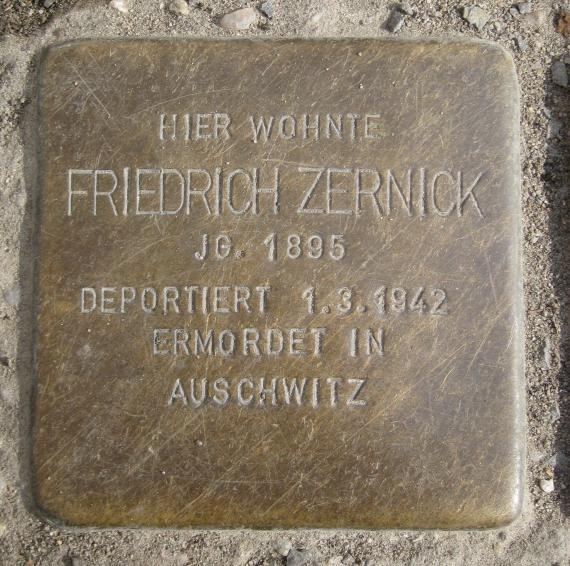 HIER WOHNTE
FRIEDRICH ZERNICK
JG. 1895
DEPORTIERT 1.3.1942
ERMORDET IN
AUSCHWITZ